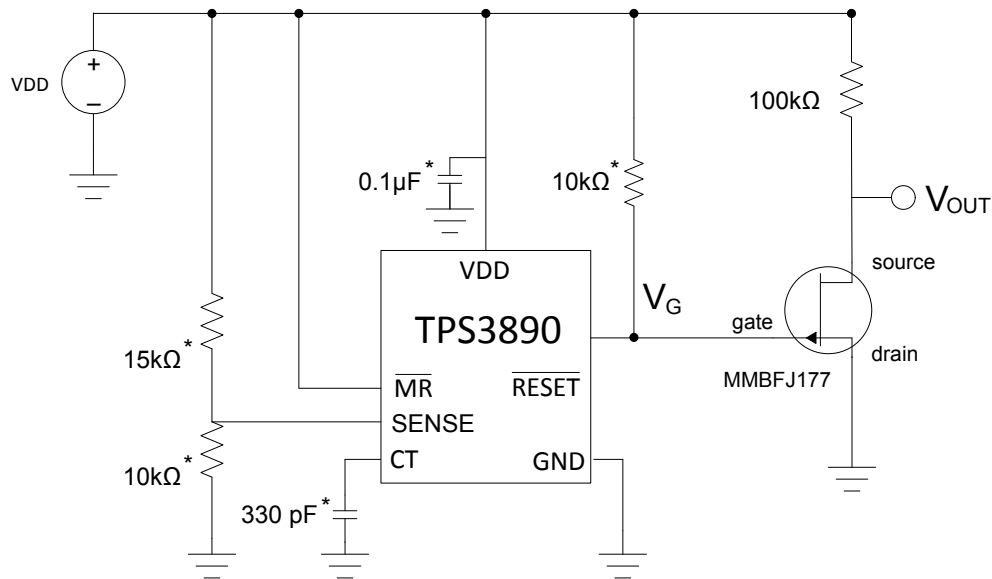 +
VDD
−
100kΩ
0.1µF*
10kΩ*
VOUT
VDD
source
TPS3890
VG
gate
15kΩ*
drain
MR
RESET
MMBFJ177
SENSE
10kΩ*
CT
GND
330 pF*